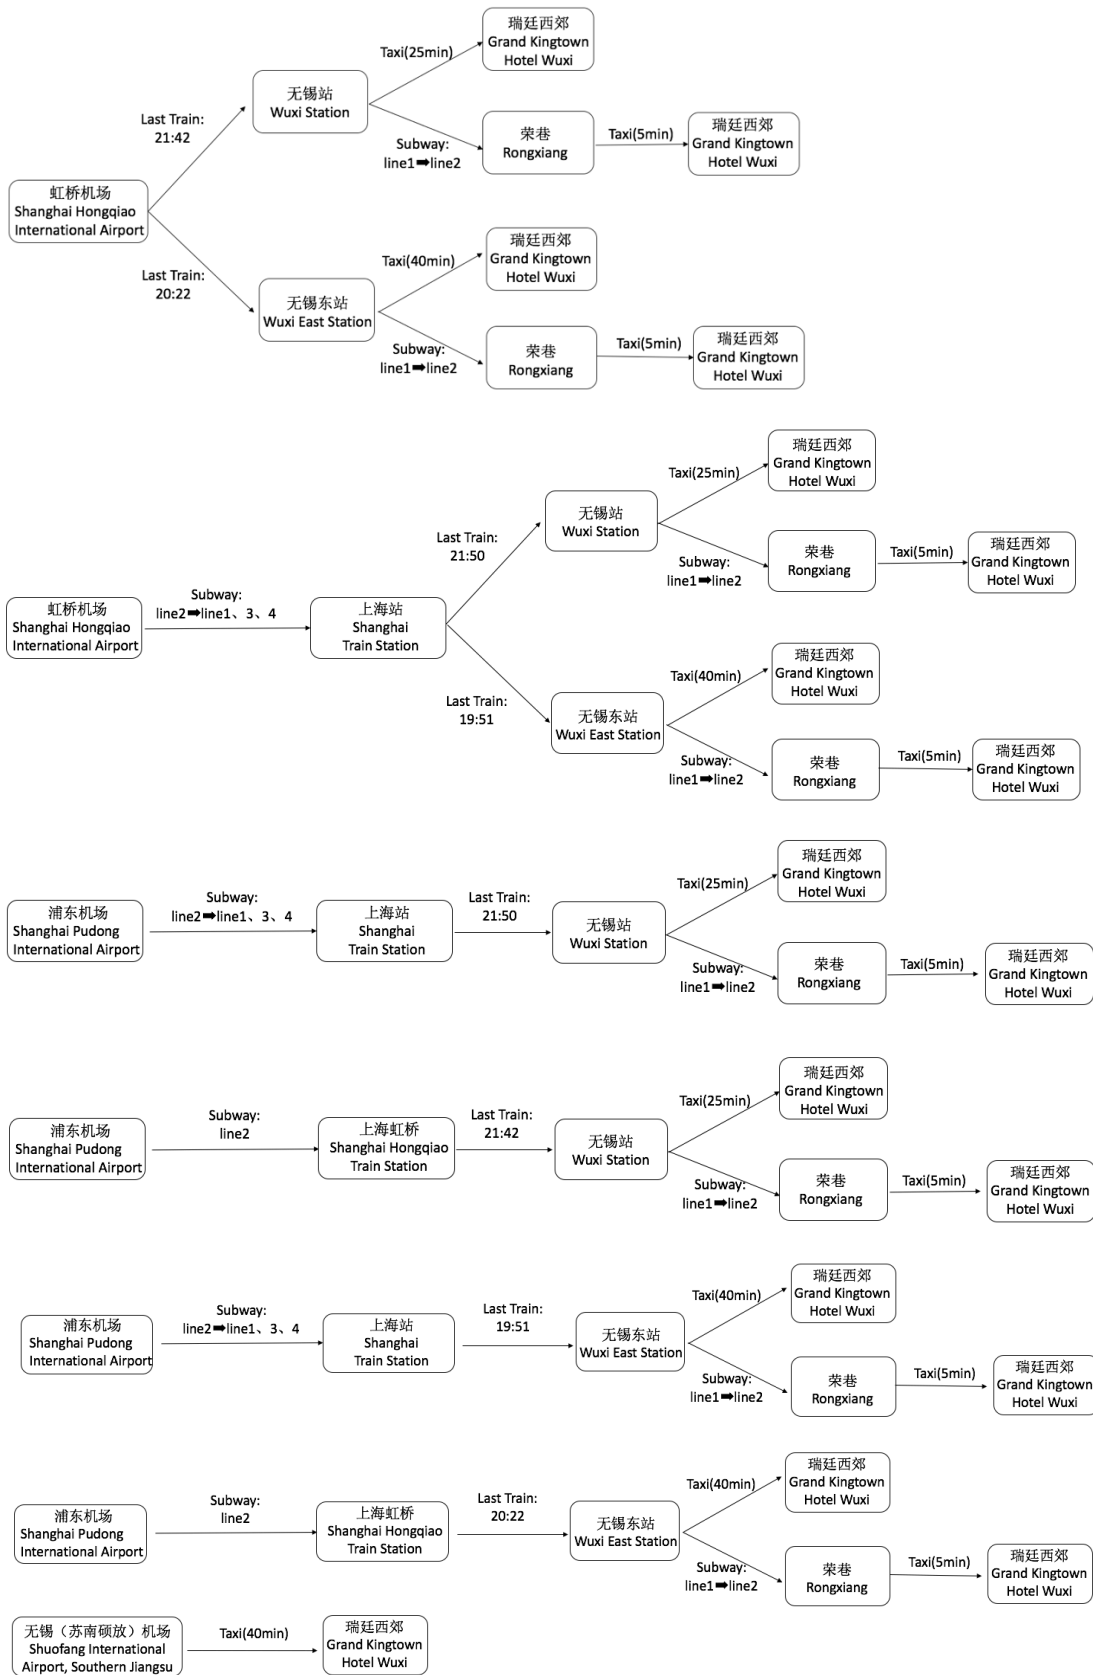 瑞廷西郊
Grand Kingtown
Hotel Wuxi
Taxi(25min)
无锡站
Wuxi Station
Last Train:
21:42
Subway:
line1➡line2
荣巷
Rongxiang
Taxi(5min)
瑞廷西郊
Grand Kingtown
Hotel Wuxi
虹桥机场
Shanghai Hongqiao
International Airport
瑞廷西郊
Grand Kingtown
Hotel Wuxi
Taxi(40min)
Last Train:
20:22
无锡东站
Wuxi East Station
Subway:
line1➡line2
荣巷
Rongxiang
Taxi(5min)
瑞廷西郊
Grand Kingtown
Hotel Wuxi
瑞廷西郊
Grand Kingtown
Hotel Wuxi
Taxi(25min)
无锡站
Wuxi Station
Last Train:
21:50
Subway:
line1➡line2
荣巷
Rongxiang
Taxi(5min)
瑞廷西郊
Grand Kingtown
Hotel Wuxi
虹桥机场
Shanghai Hongqiao
International Airport
Subway:
line2➡line1、3、4
上海站
Shanghai
Train Station
瑞廷西郊
Grand Kingtown
Hotel Wuxi
Taxi(40min)
Last Train:
19:51
无锡东站
Wuxi East Station
Subway:
line1➡line2
荣巷
Rongxiang
Taxi(5min)
瑞廷西郊
Grand Kingtown
Hotel Wuxi
瑞廷西郊
Grand Kingtown
Hotel Wuxi
Taxi(25min)
浦东机场
Shanghai Pudong
International Airport
Subway:
line2➡line1、3、4
上海站
Shanghai
Train Station
Last Train:
21:50
无锡站
Wuxi Station
Subway:
line1➡line2
荣巷
Rongxiang
Taxi(5min)
瑞廷西郊
Grand Kingtown
Hotel Wuxi
瑞廷西郊
Grand Kingtown
Hotel Wuxi
Taxi(25min)
浦东机场
Shanghai Pudong
International Airport
Subway:
line2
上海虹桥
Shanghai Hongqiao
Train Station
Last Train:
21:42
无锡站
Wuxi Station
Subway:
line1➡line2
荣巷
Rongxiang
Taxi(5min)
瑞廷西郊
Grand Kingtown
Hotel Wuxi
瑞廷西郊
Grand Kingtown
Hotel Wuxi
Taxi(40min)
浦东机场
Shanghai Pudong
International Airport
Subway:
line2➡line1、3、4
上海站
Shanghai
Train Station
Last Train:
19:51
无锡东站
Wuxi East Station
Subway:
line1➡line2
荣巷
Rongxiang
Taxi(5min)
瑞廷西郊
Grand Kingtown
Hotel Wuxi
瑞廷西郊
Grand Kingtown
Hotel Wuxi
Taxi(40min)
浦东机场
Shanghai Pudong
International Airport
Subway:
line2
上海虹桥
Shanghai Hongqiao
Train Station
Last Train:
20:22
无锡东站
Wuxi East Station
Subway:
line1➡line2
荣巷
Rongxiang
Taxi(5min)
瑞廷西郊
Grand Kingtown
Hotel Wuxi
无锡（苏南硕放）机场
Shuofang International
Airport, Southern Jiangsu
Taxi(40min)
瑞廷西郊
Grand Kingtown
Hotel Wuxi